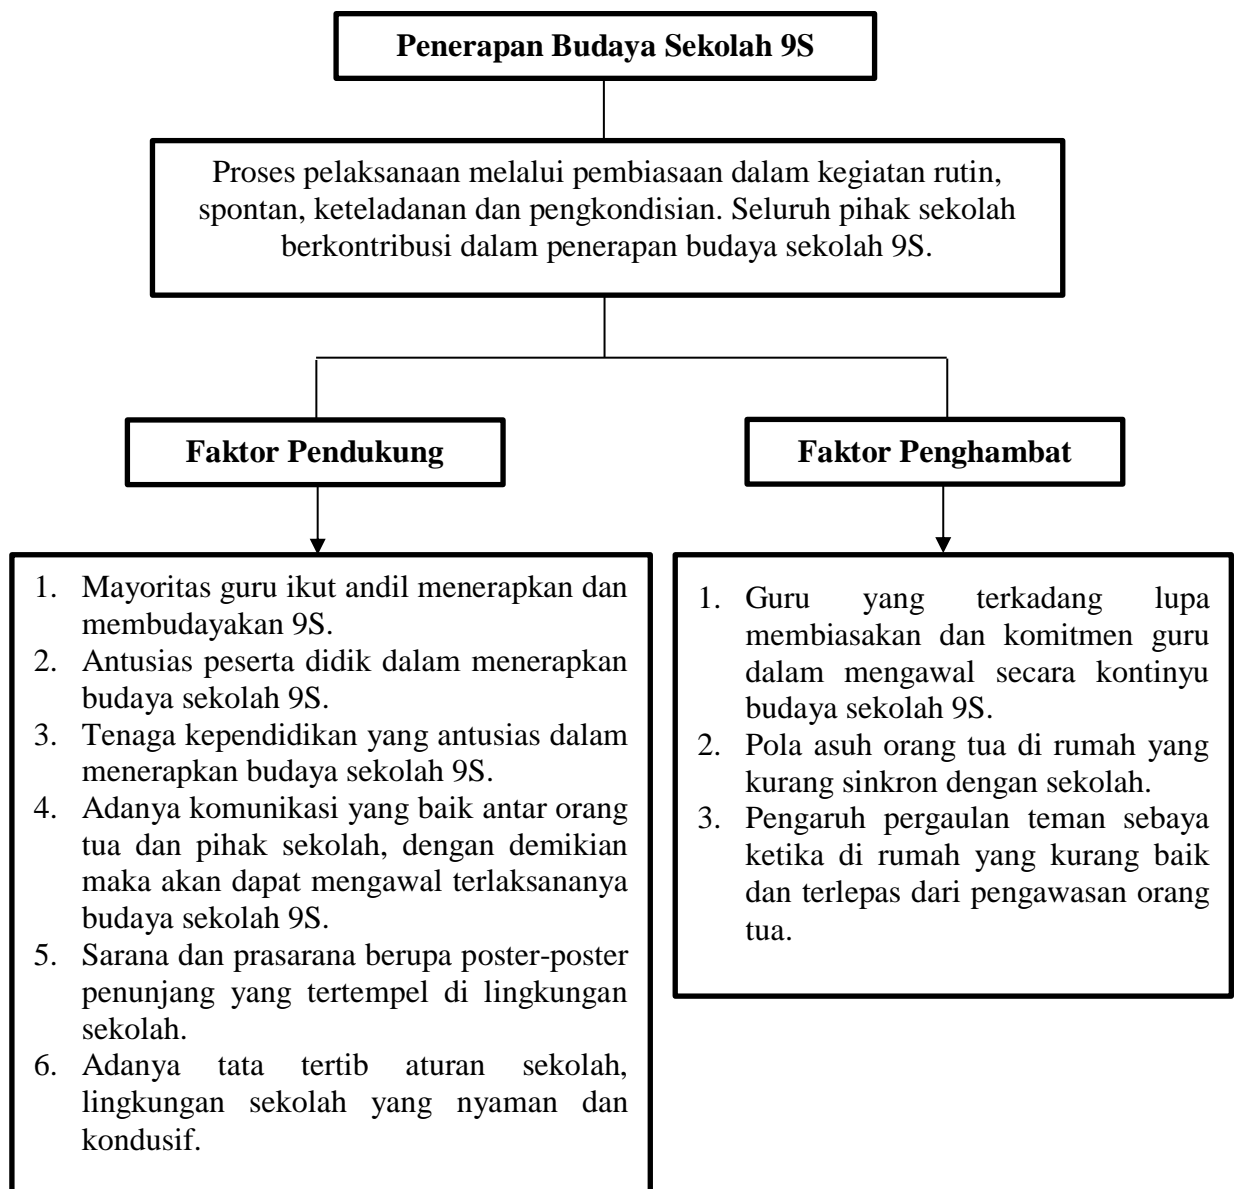 Penerapan Budaya Sekolah 9S
Proses pelaksanaan melalui pembiasaan dalam kegiatan rutin,
spontan, keteladanan dan pengkondisian. Seluruh pihak sekolah
berkontribusi dalam penerapan budaya sekolah 9S.
Faktor Pendukung
1. Mayoritas guru ikut andil menerapkan dan
membudayakan 9S.
2. Antusias peserta didik dalam menerapkan
budaya sekolah 9S.
3. Tenaga kependidikan yang antusias dalam
menerapkan budaya sekolah 9S.
4. Adanya komunikasi yang baik antar orang
tua dan pihak sekolah, dengan demikian
maka akan dapat mengawal terlaksananya
budaya sekolah 9S.
5. Sarana dan prasarana berupa poster-poster
penunjang yang tertempel di lingkungan
sekolah.
6. Adanya tata tertib aturan sekolah,
lingkungan sekolah yang nyaman dan
kondusif.
Faktor Penghambat
1. Guru yang terkadang lupa
membiasakan dan komitmen guru
dalam mengawal secara kontinyu
budaya sekolah 9S.
2. Pola asuh orang tua di rumah yang
kurang sinkron dengan sekolah.
3. Pengaruh pergaulan teman sebaya
ketika di rumah yang kurang baik
dan terlepas dari pengawasan orang
tua.